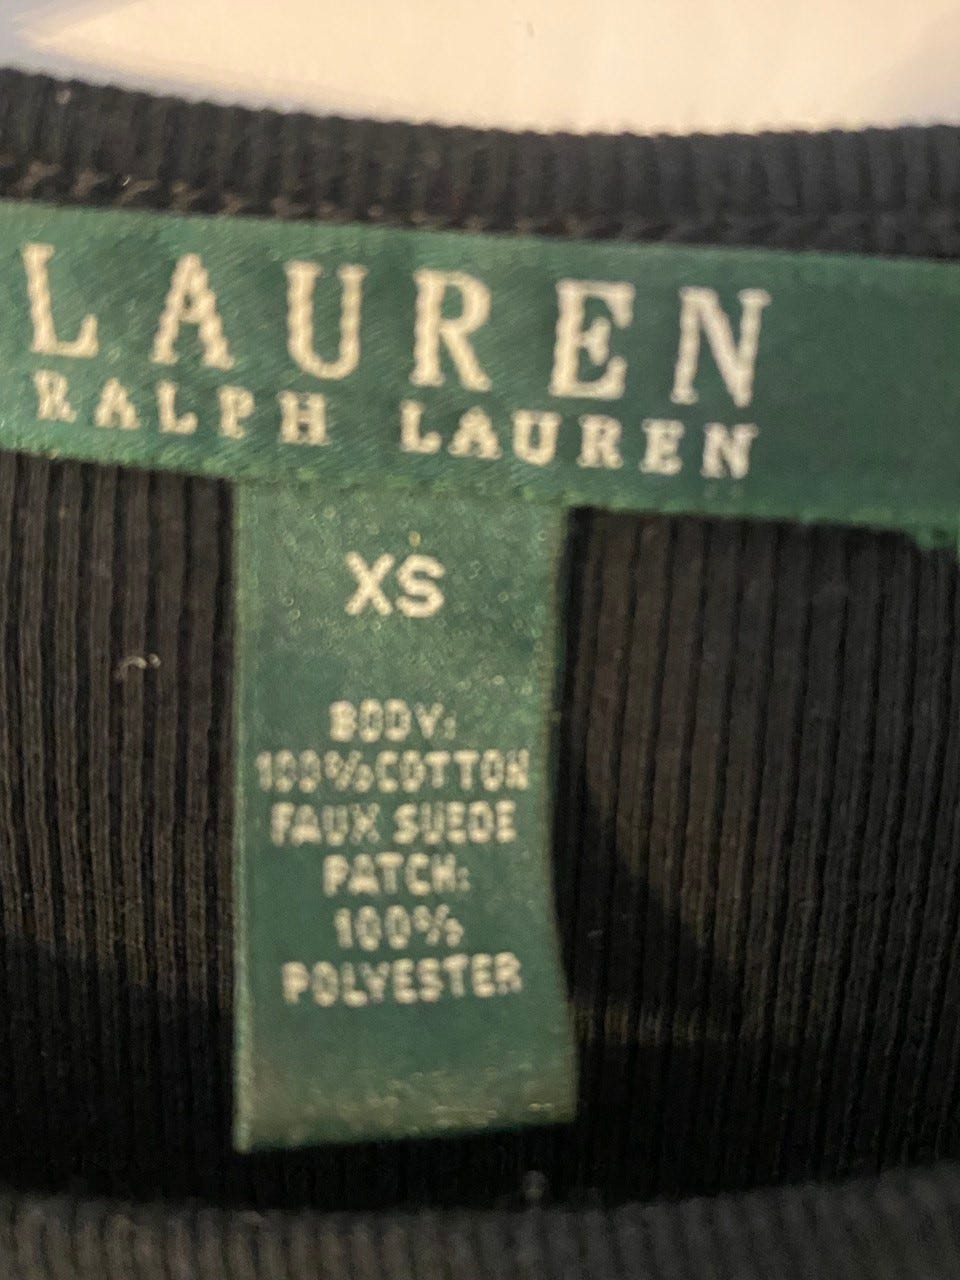 LAUREN
RALPH LAUREN
XS
BODY:
100%COTTON
FAUX SUEDE
PATCH:
100%
POLYESTER